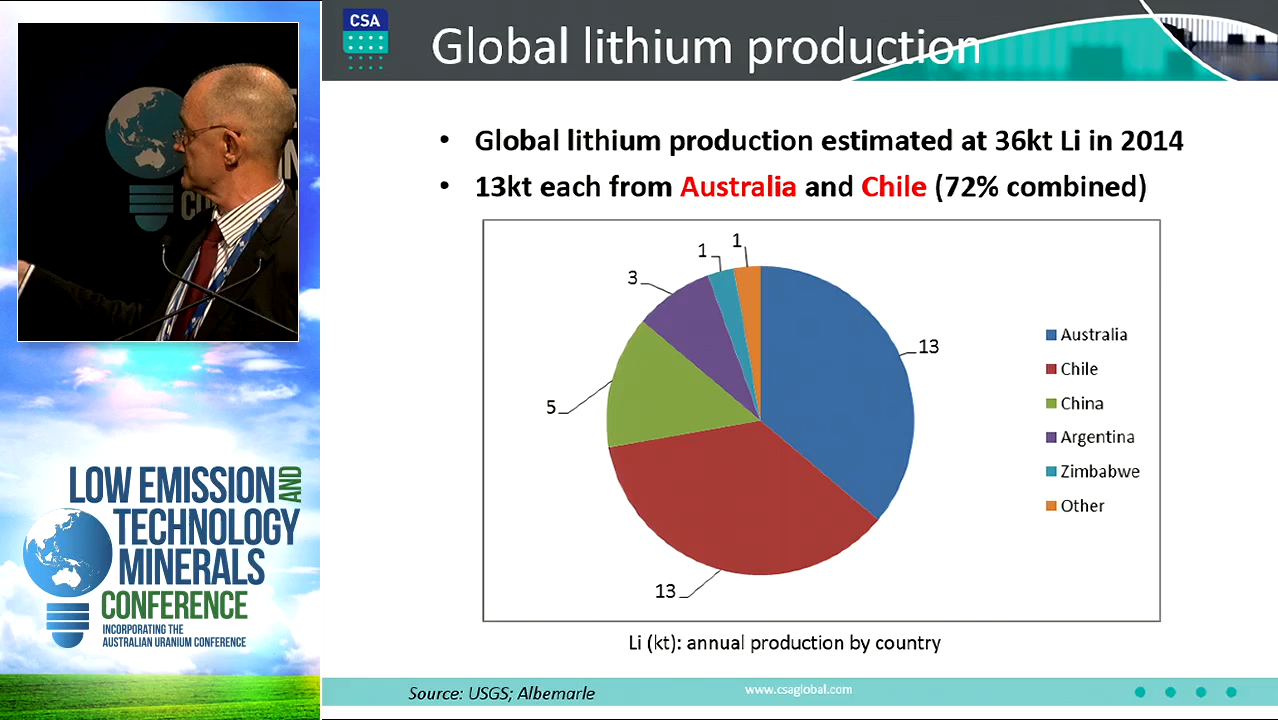 CSA
Global lithium production
• Global lithium production estimated at 36kt Li in 2014
• 13kt each from Australia and Chile (72% combined)
1
1
3
13
5
13
Australia
Chile
China
Argentina
Zimbabwe
Other
Li (kt): annual production by country
Source: USGS; Albemarle
www.csaglobal.com
LOW EMISSION AND
TECHNOLOGY
MINERALS
CONFERENCE
INCORPORATING THE
AUSTRALIAN URANIUM CONFERENCE